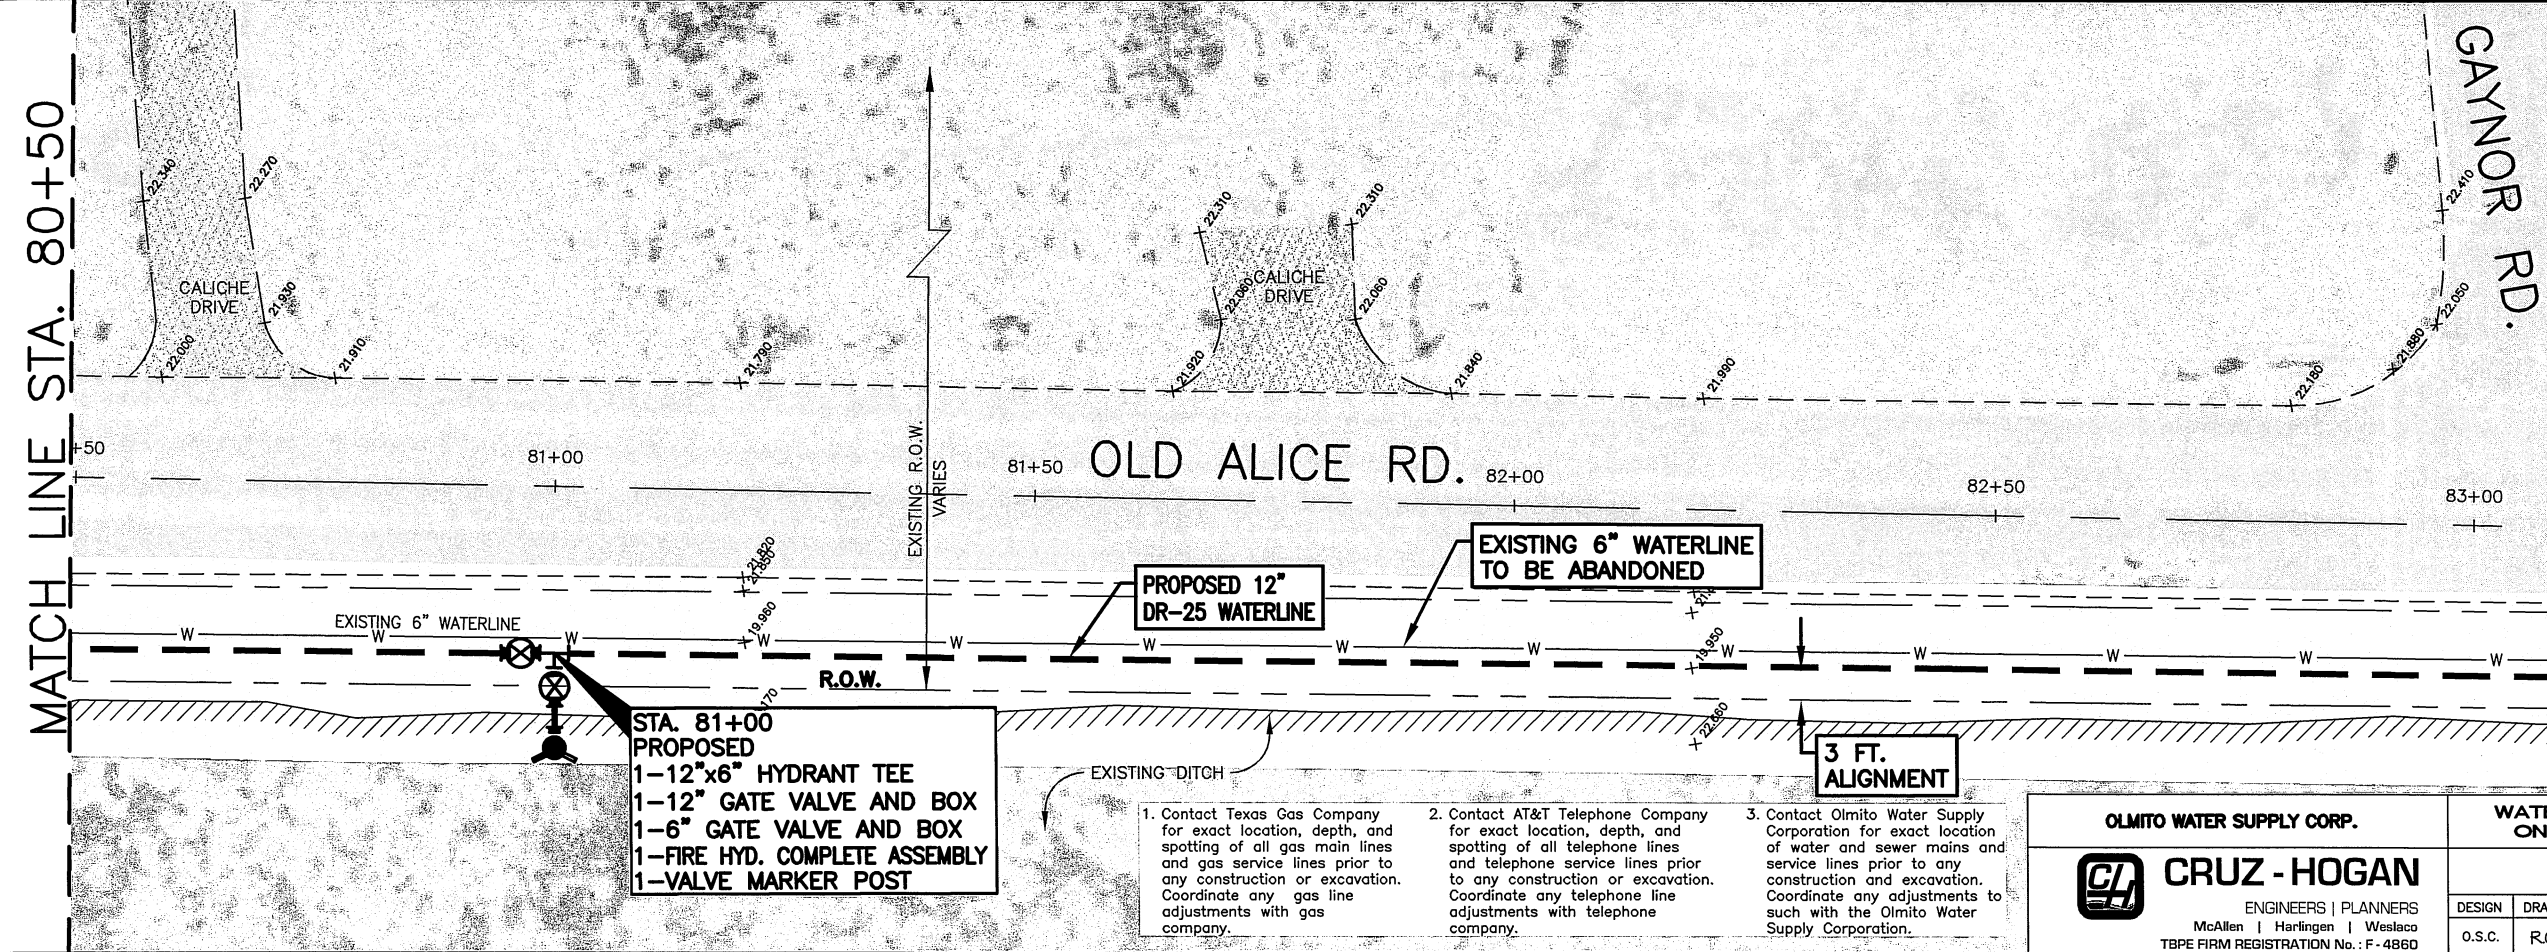 MATCH LINE STA. 80+50
GAYNOR RD.
22.340
22.270
22.310
22.310
22.410
CALICHE
DRIVE
21.930
22.060
CALICHE
DRIVE
22.060
22.050
22.000
21.910
21.790
21.920
21.840
21.990
22.180
21.880
+50
81+00
EXISTING R.O.W.
VARIES
81+50
OLD ALICE RD.
82+00
82+50
83+00
21.820
21.850
EXISTING 6" WATERLINE
TO BE ABANDONED
PROPOSED 12"
DR-25 WATERLINE
EXISTING 6" WATERLINE
19.960
19.950
W W W W W W W W W W W W W
R.O.W.
22.660
STA. 81+00
PROPOSED
1-12"x6" HYDRANT TEE
1-12" GATE VALVE AND BOX
1-6" GATE VALVE AND BOX
1-FIRE HYD. COMPLETE ASSEMBLY
1-VALVE MARKER POST
EXISTING DITCH
3 FT.
ALIGNMENT
1. Contact Texas Gas Company
for exact location, depth, and
spotting of all gas main lines
and gas service lines prior to
any construction or excavation.
Coordinate any gas line
adjustments with gas
company.
2. Contact AT&T Telephone Company
for exact location, depth, and
spotting of all telephone lines
and telephone service lines prior
to any construction or excavation.
Coordinate any telephone line
adjustments with telephone
company.
3. Contact Olmito Water Supply
Corporation for exact location
of water and sewer mains and
service lines prior to any
construction and excavation.
Coordinate any adjustments to
such with the Olmito Water
Supply Corporation.
OLMITO WATER SUPPLY CORP.
CH
CRUZ-HOGAN
ENGINEERS | PLANNERS
McAllen | Harlingen | Weslaco
TBPE FIRM REGISTRATION No.: F-4860
DESIGN
O.S.C.